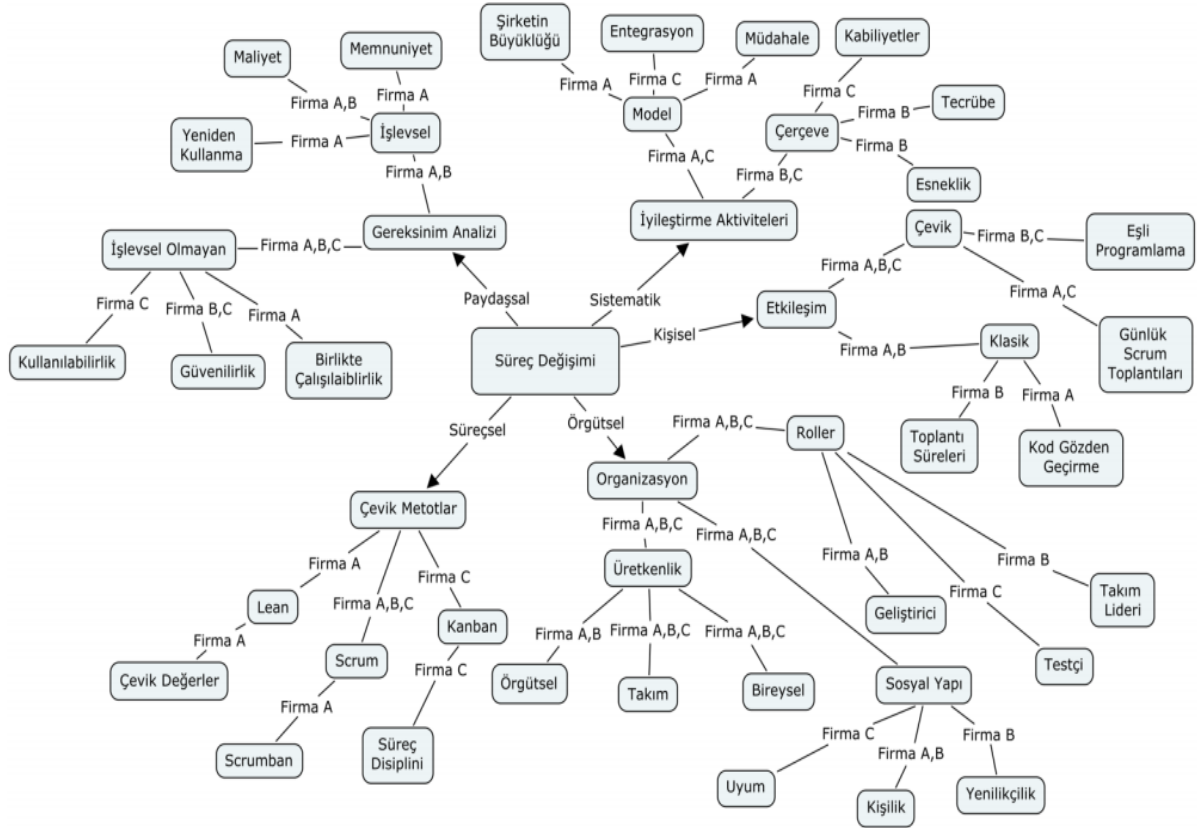 Şirketin
Büyüklüğü
Entegrasyon
Müdahale
Kabiliyetler
Maliyet
Memnuniyet
Firma A
Firma C
Firma A
Firma C
Tecrübe
Firma A,B
Firma A
Model
Firma B
Yeniden
Kullanma
Firma A
İşlevsel
Çerçeve
Firma B
Firma A,B
Firma A,C
Firma B,C
Esneklik
İşlevsel Olmayan
Firma A,B,C
Gereksinim Analizi
İyileştirme Aktiviteleri
Çevik
Firma B,C
Eşli
Programlama
Firma A,B,C
Firma A,C
Firma C
Firma B,C
Firma A
Paydaşsal
Sistematik
Kişisel
Etkileşim
Firma A,B
Klasik
Günlük
Scrum
Toplantıları
Kullanılabilirlik
Güvenilirlik
Birlikte
Çalışılaiblirlik
Süreç Değişimi
Firma B
Firma A
Süreçsel
Örgütsel
Firma A,B,C
Roller
Toplantı
Süreleri
Kod Gözden
Geçirme
Organizasyon
Çevik Metotlar
Firma A,B,C
Firma A,B,C
Firma A
Firma C
Firma A,B,C
Üretkenlik
Firma A,B
Firma C
Firma B
Lean
Kanban
Geliştirici
Takım
Lideri
Firma A
Firma A,B
Firma A,B,C
Firma A,B,C
Çevik Değerler
Scrum
Firma C
Örgütsel
Takım
Bireysel
Sosyal Yapı
Testçi
Firma A
Scrumban
Süreç
Disiplini
Firma C
Firma A,B
Firma B
Uyum
Kişilik
Yenilikçilik